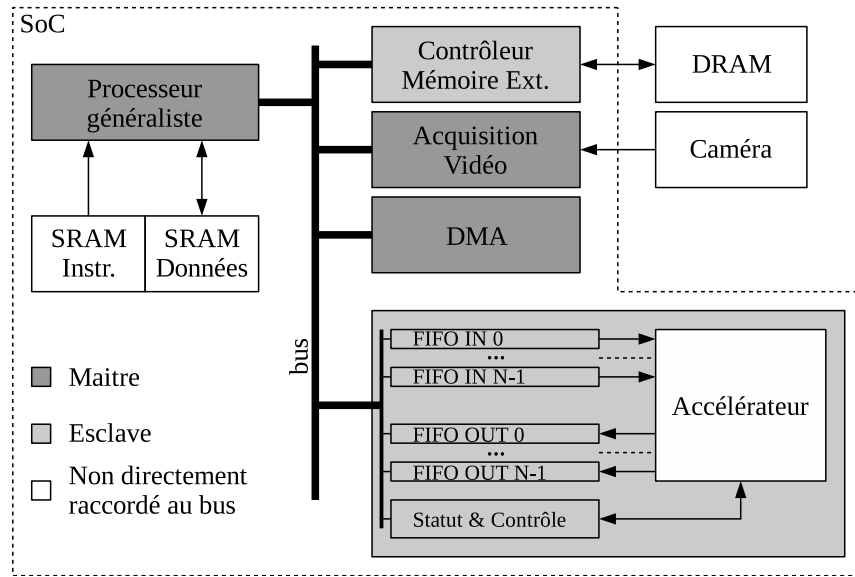 SoC
Processeur
généraliste
SRAM
Instr.
SRAM
Données
bus
Contrôleur
Mémoire Ext.
DRAM
Acquisition
Vidéo
Caméra
DMA
FIFO IN 0
...
FIFO IN N-1
FIFO OUT 0
...
FIFO OUT N-1
Statut & Contrôle
Accélérateur
Maitre
Esclave
Non directement
raccordé au bus